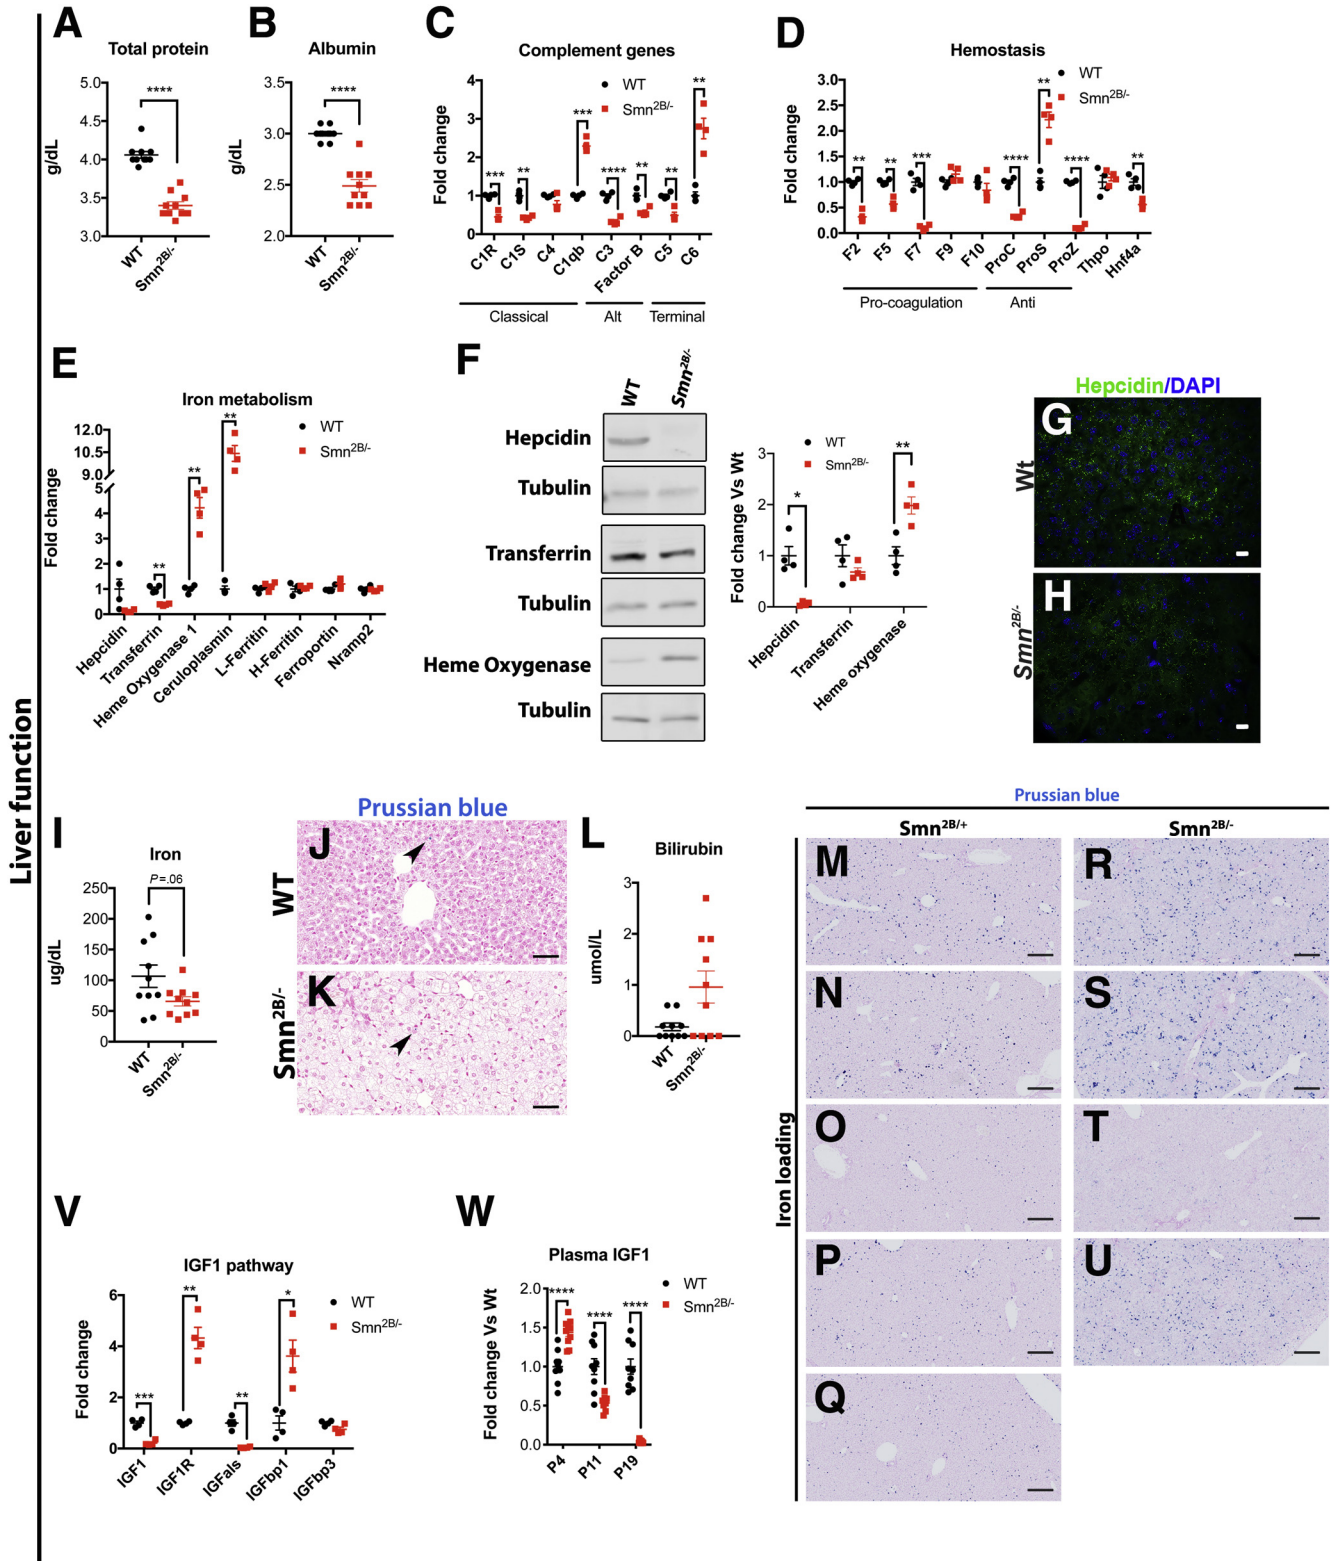 Liver function
A
Total protein
g/dL
5.0
4.5
4.0
3.5
3.0
****
WT
Smn2B/-
B
Albumin
g/dL
3.5
3.0
2.5
2.0
****
WT
Smn2B/-
C
Complement genes
Fold change
4
3
2
1
0
WT
Smn2B/-
***
**
***
****
**
**
**
C1R
C1S
C4
C1qb
C3
Factor B
C5
C6
Classical
Alt
Terminal
D
Hemostasis
Fold change
3.0
2.5
2.0
1.5
1.0
0.5
0.0
WT
Smn2B/-
**
**
***
****
**
****
**
F2
F5
F7
F9
F10
ProC
ProS
ProZ
Thpo
Hnf4a
Pro-coagulation
Anti
E
Iron metabolism
Fold change
12.0
10.5
9.0
5
4
3
2
1
0
WT
Smn2B/-
**
**
**
Hepcidin
Transferrin
Heme Oxygenase 1
Ceruloplasmin
L-Ferritin
H-Ferritin
Ferroportin
Nramp2
F
WT
Smn2B/-
Hepcidin
Tubulin
Transferrin
Tubulin
Heme Oxygenase
Tubulin
Fold change Vs Wt
3
2
1
0
WT
Smn2B/-
*
**
Hepcidin
Transferrin
Heme oxygenase
Hepcidin/DAPI
G
Wt
H
Smn2B/-
I
Iron
ug/dL
250
200
150
100
50
0
P=.06
WT
Smn2B/-
Prussian blue
J
WT
K
Smn2B/-
L
Bilirubin
umol/L
3
2
1
0
WT
Smn2B/-
Prussian blue
Smn2B/+
Smn2B/-
Iron loading
M
R
N
S
O
T
P
U
Q
V
IGF1 pathway
Fold change
6
4
2
0
WT
Smn2B/-
***
**
**
*
IGF1
IGF1R
IGFals
IGFbp1
IGFbp3
W
Plasma IGF1
Fold change Vs Wt
2.0
1.5
1.0
0.5
0.0
WT
Smn2B/-
****
****
****
P4
P11
P19